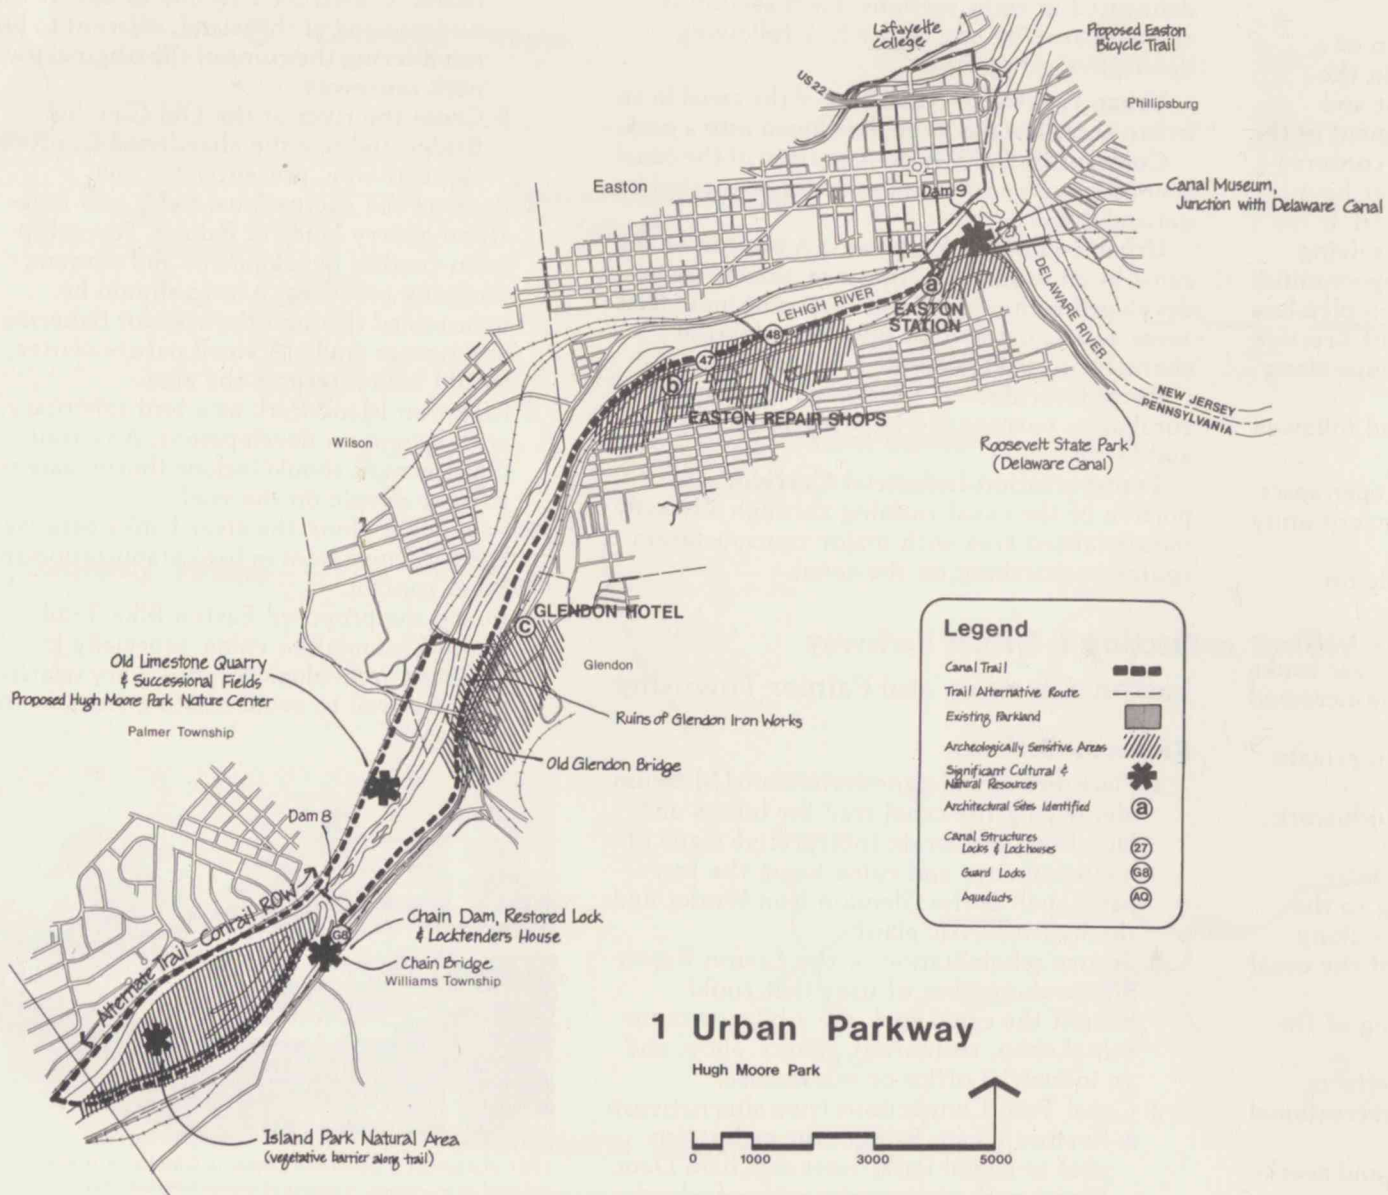 Lafayette
College
Proposed Easton
Bicycle Trail
US 22
Phillipsburg
Easton
Dam 9
Canal Museum,
Junction with Delaware Canal
LEHIGH RIVER
a
EASTON
STATION
DELAWARE RIVER
48
47
b
EASTON REPAIR SHOPS
NEW JERSEY
PENNSYLVANIA
Wilson
Roosevelt State Park
(Delaware Canal)
C
GLENDON HOTEL
Glendon
Old Limestone Quarry
& Successional Fields
Proposed Hugh Moore Park Nature Center
Palmer Township
Ruins of Glendon Iron Works
Old Glendon Bridge
Dam 8
Alternate Trail - Conrail ROW
G8
Chain Dam, Restored Lock
& Locktenders House
Chain Bridge
Williams Township
Island Park Natural Area
(vegetative barrier along trail)
Legend
Canal Trail
Trail Alternative Route
Existing Parkland
Archeologically Sensitive Areas
Significant Cultural &
Natural Resources
Architectural Sites Identified
a
Canal Structures
Locks & Lockhouses
27
Guard Locks
G8
Aqueducts
AQ
1 Urban Parkway
Hugh Moore Park
0 1000 3000 5000